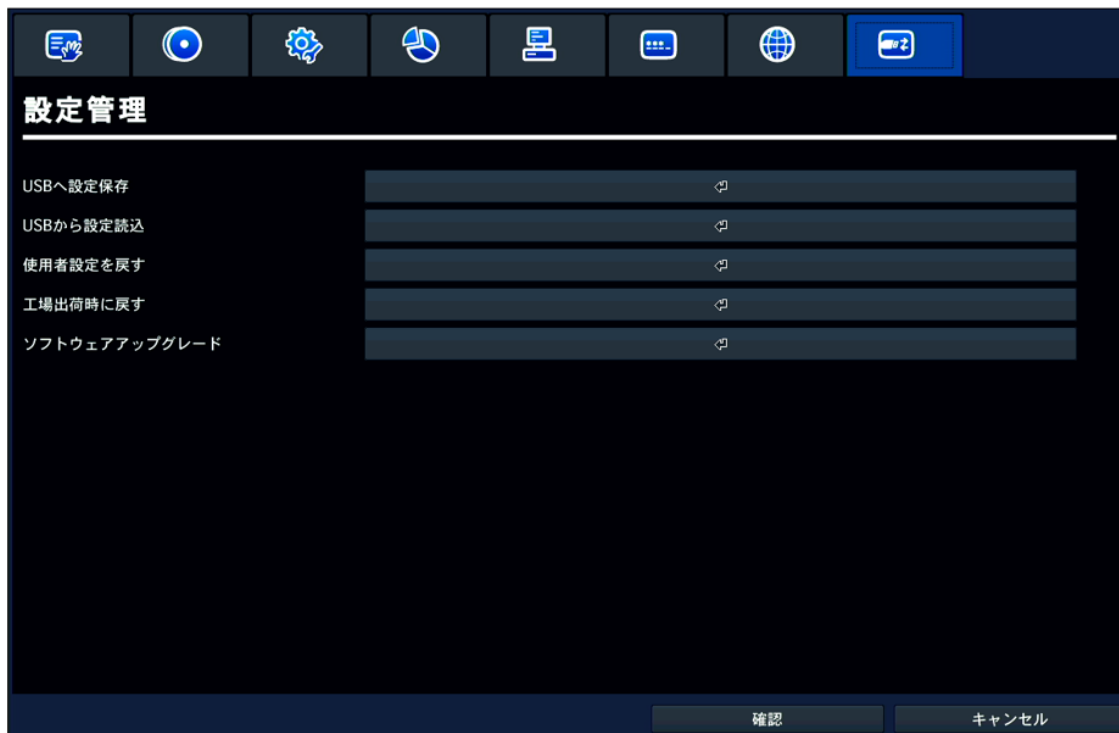 設定管理
USBへ設定保存
USBから設定読込
使用者設定を戻す
工場出荷時に戻す
ソフトウェアアップグレード
確認
キャンセル